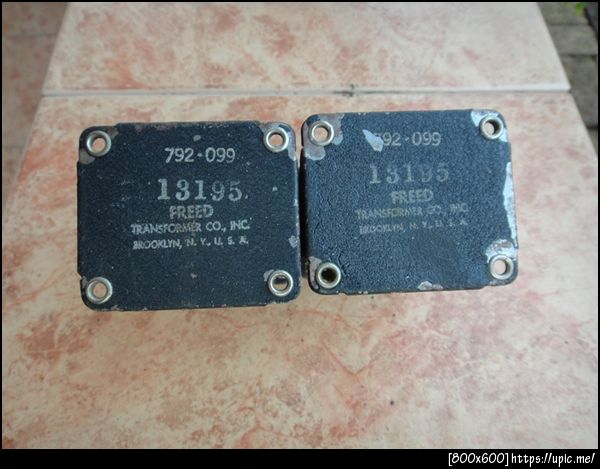 792-099
13195
FREED
TRANSFORMER CO., INC.
BROOKLYN, N. Y., U. S. A.
792-099
13195
FREED
TRANSFORMER CO., INC.
BROOKLYN, N. Y., U. S. A.
[800x600]https://upic.me/